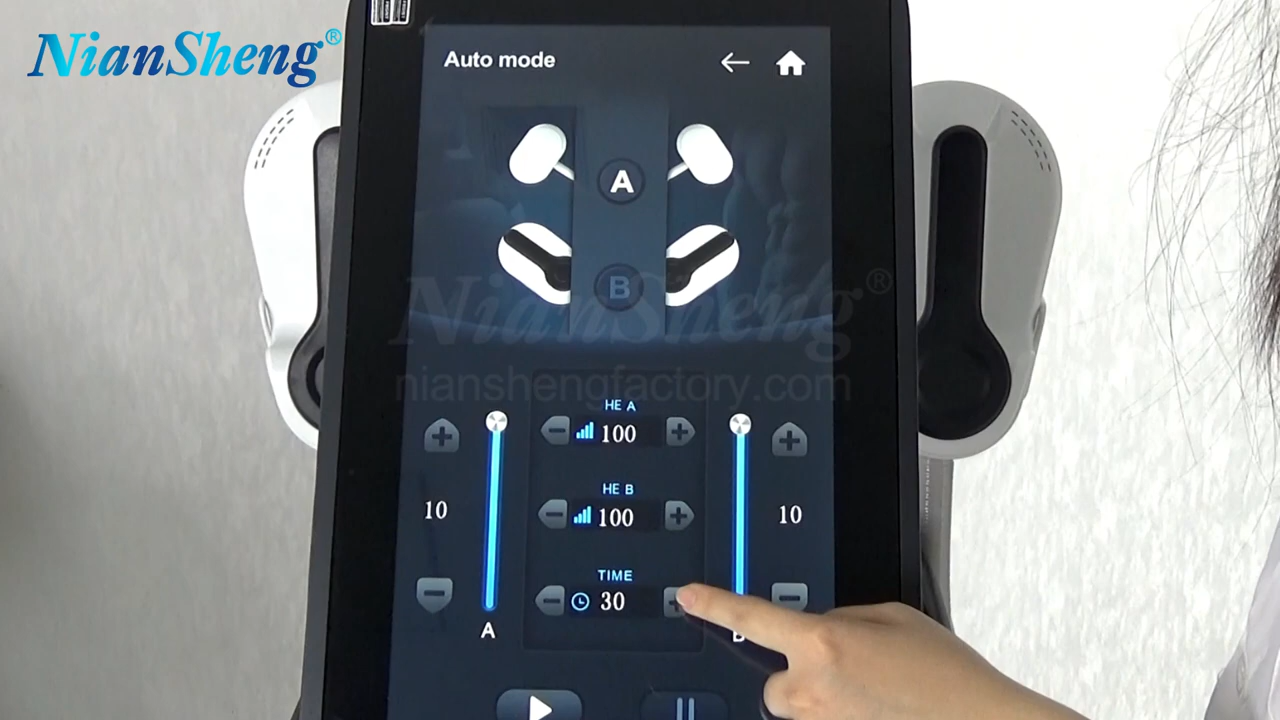 NianSheng®
Auto mode
A
B
NianSheng®
nianshengfactory.com
HE A
100
HE B
100
10
10
TIME
30
A
B